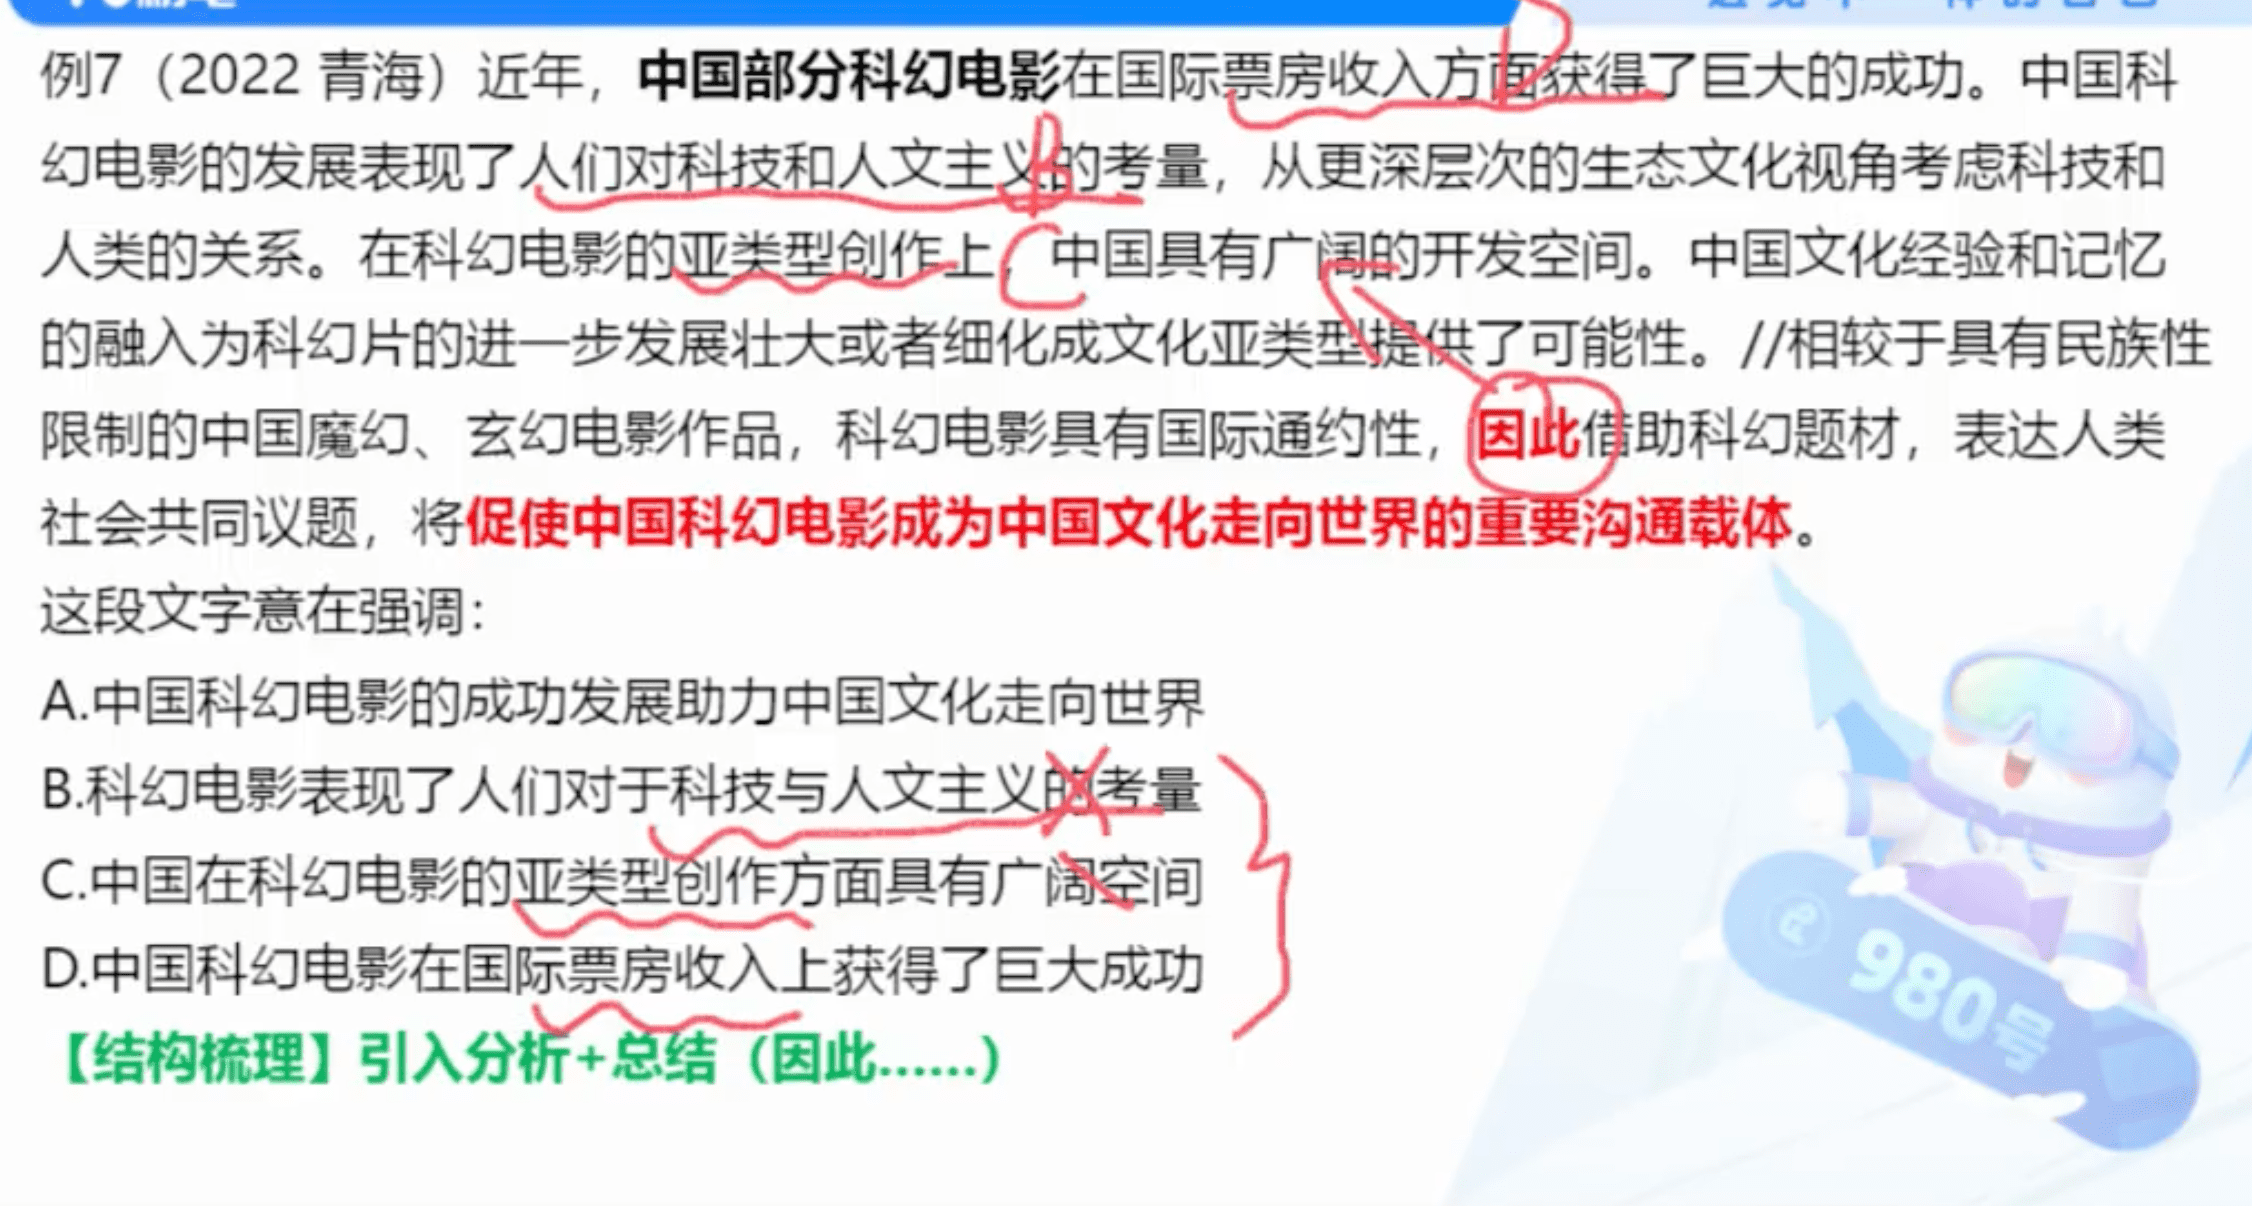 例7（2022 青海）近年，中国部分科幻电影在国际票房收入方面获得了巨大的成功。中国科
幻电影的发展表现了人们对科技和人文主义的考量，从更深层次的生态文化视角考虑科技和
人类的关系。在科幻电影的亚类型创作上，中国具有广阔的开发空间。中国文化经验和记忆
的融入为科幻片的进一步发展壮大或者细化成文化亚类型提供了可能性。//相较于具有民族性
限制的中国魔幻、玄幻电影作品，科幻电影具有国际通约性，因此借助科幻题材，表达人类
社会共同议题，将促使中国科幻电影成为中国文化走向世界的重要沟通载体。
这段文字意在强调：
A.中国科幻电影的成功发展助力中国文化走向世界
B.科幻电影表现了人们对于科技与人文主义的考量
C.中国在科幻电影的亚类型创作方面具有广阔空间
D.中国科幻电影在国际票房收入上获得了巨大成功
【结构梳理】引入分析+总结（因此……）
D
B
C
980号